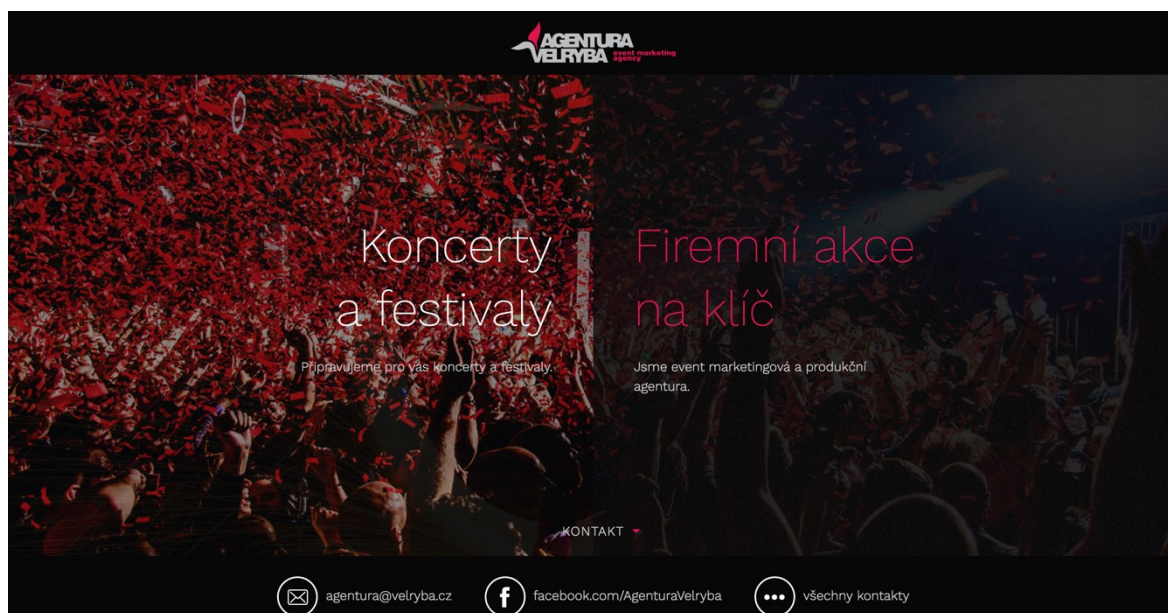 AGENTURA
VELRYBA event marketing
agency
Koncerty
a festivaly
Připravujeme pro vás koncerty a festivaly.
Firemní akce
na klíč
Jsme event marketingová a produkční
agentura.
KONTAKT
agentura@velryba.cz
facebook.com/AgenturaVelryba
všechny kontakty